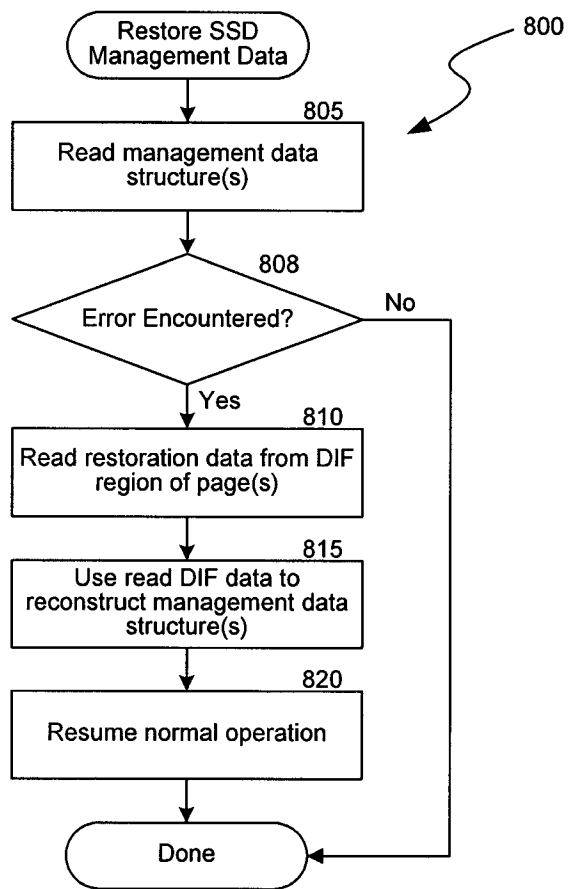 Restore SSD
Management Data
800
805
Read management data
structure(s)
808
Error Encountered?
No
Yes
810
Read restoration data from DIF
region of page(s)
815
Use read DIF data to
reconstruct management data
structure(s)
820
Resume normal operation
Done